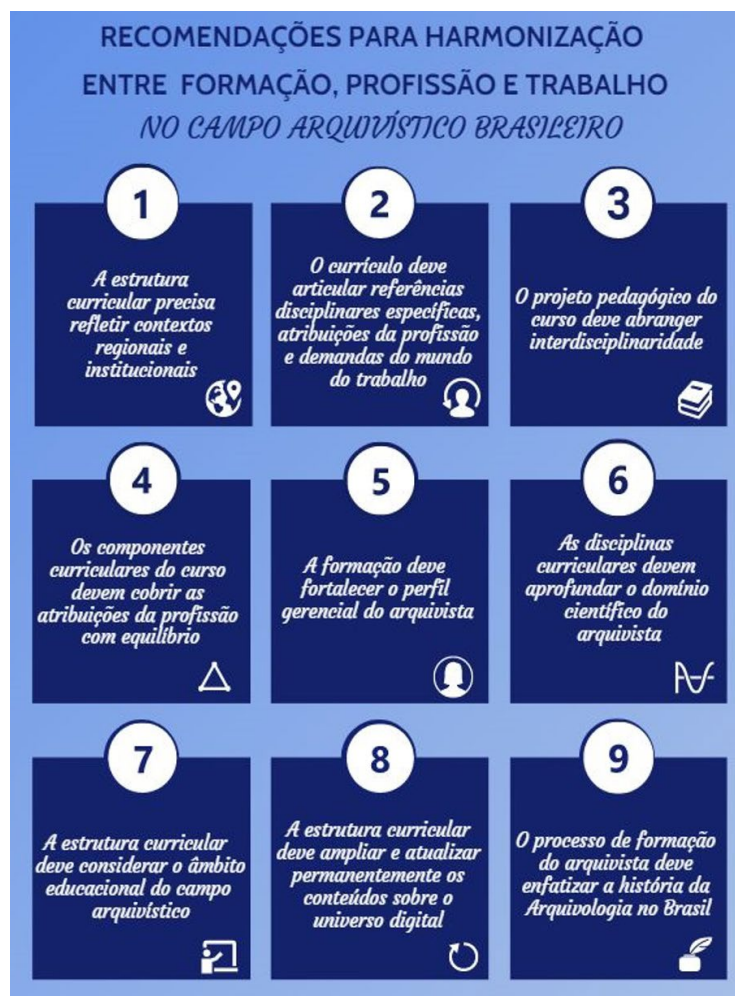 RECOMENDAÇÕES PARA HARMONIZAÇÃO
ENTRE FORMAÇÃO, PROFISSÃO E TRABALHO
NO CAMPO ARQUIVÍSTICO BRASILEIRO
1
A estrutura
curricular precisa
refletir contextos
regionais e
institucionais
2
O currículo deve
articular referências
disciplinares específicas,
atribuições da profissão
e demandas do mundo
do trabalho
3
O projeto pedagógico do
curso deve abranger
interdisciplinaridade
4
Os componentes
curriculares do curso
devem cobrir as
atribuições da profissão
com equilíbrio
5
A formação deve
fortalecer o perfil
gerencial do arquivista
6
As disciplinas
curriculares devem
aprofundar o domínio
científico do
arquivista
7
A estrutura curricular
deve considerar o âmbito
educacional do campo
arquivístico
8
A estrutura curricular
deve ampliar e atualizar
permanentemente os
conteúdos sobre o
universo digital
9
O processo de formação
do arquivista deve
enfatizar a história da
Arquivologia no Brasil